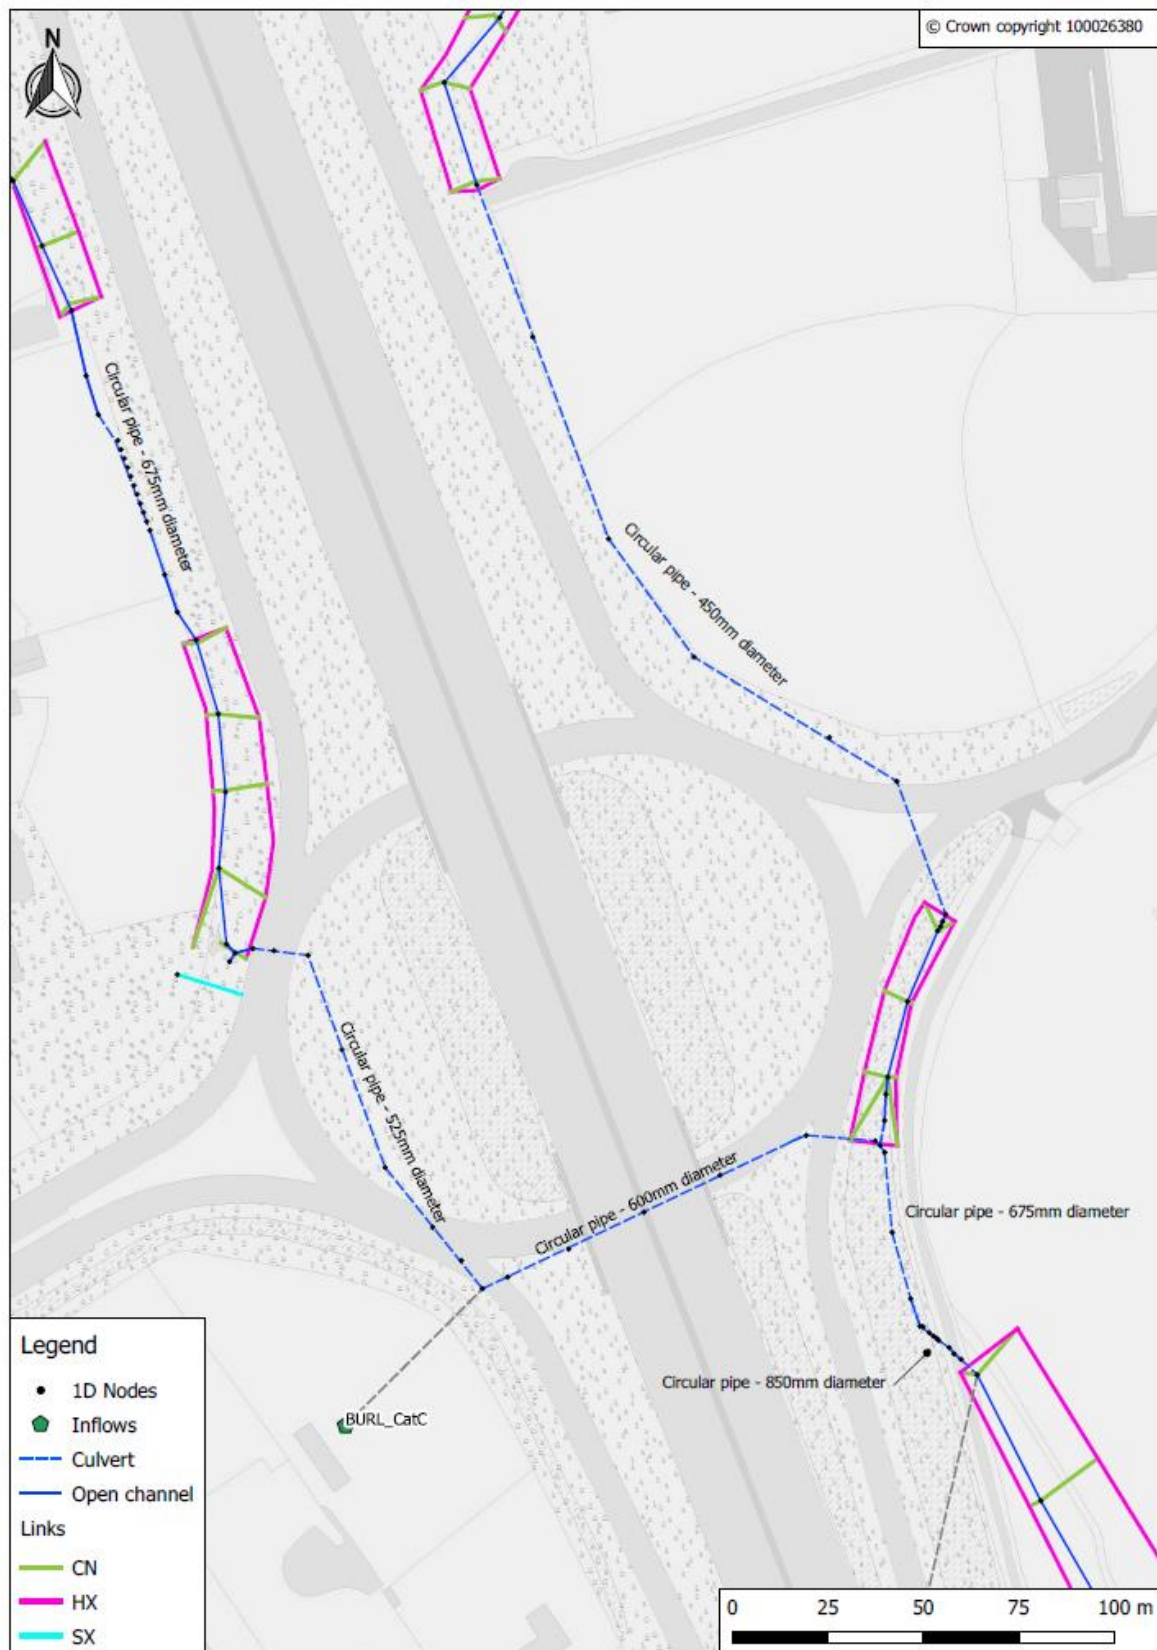 © Crown copyright 100026380
N
Circular pipe - 675mm diameter
Circular pipe - 450mm diameter
Circular pipe - 525mm diameter
Circular pipe - 600mm diameter
Circular pipe - 675mm diameter
Circular pipe - 850mm diameter
BURL_CatC
Legend
1D Nodes
Inflows
Culvert
Open channel
Links
CN
HX
SX
0 25 50 75 100 m